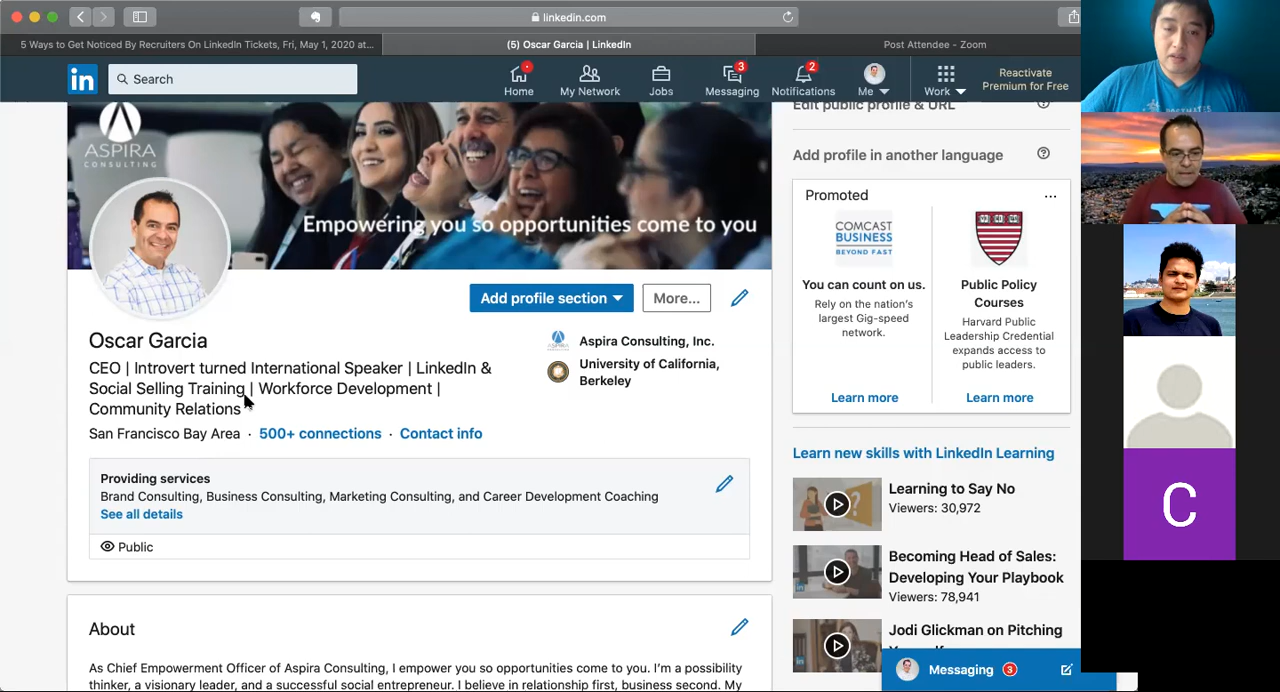 linkedin.com
5 Ways to Get Noticed By Recruiters On LinkedIn Tickets, Fri, May 1, 2020 at...
(5) Oscar Garcia | LinkedIn
Post Attendee - Zoom
in
Search
Home
My Network
Jobs
3
Messaging
2
Notifications
Me
Work
Reactivate
Premium for Free
ASPIRA
CONSULTING
Empowering you so opportunities come to you
Add profile section
More...
Oscar Garcia
CEO | Introvert turned International Speaker | LinkedIn &
Social Selling Training | Workforce Development |
Community Relations
San Francisco Bay Area · 500+ connections · Contact info
Aspira Consulting, Inc.
University of California,
Berkeley
Providing services
Brand Consulting, Business Consulting, Marketing Consulting, and Career Development Coaching
See all details
Public
About
As Chief Empowerment Officer of Aspira Consulting, I empower you so opportunities come to you. I'm a possibility
thinker, a visionary leader, and a successful social entrepreneur. I believe in relationship first, business second. My
Edit public profile & URL
Add profile in another language
Promoted
...
COMCAST
BUSINESS
BEYOND FAST
You can count on us.
Rely on the nation's
largest Gig-speed
network.
Learn more
Public Policy
Courses
Harvard Public
Leadership Credential
expands access to
public leaders.
Learn more
Learn new skills with LinkedIn Learning
Learning to Say No
Viewers: 30,972
Becoming Head of Sales:
Developing Your Playbook
Viewers: 78,941
Jodi Glickman on Pitching
Messaging 3
C